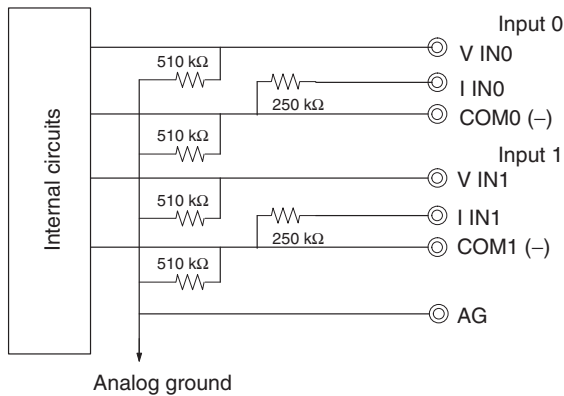 Input 0
V IN0
510 kΩ
I IN0
250 kΩ
COM0 (−)
510 kΩ
Input 1
V IN1
510 kΩ
I IN1
250 kΩ
COM1 (−)
510 kΩ
AG
Internal circuits
Analog ground